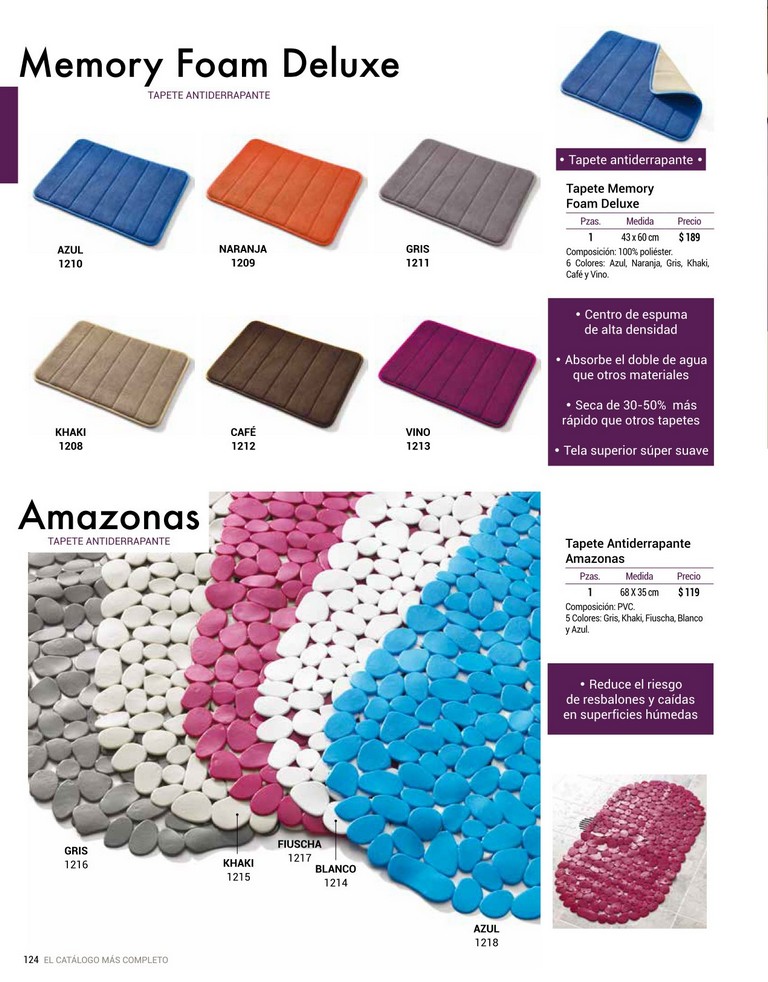 Memory Foam Deluxe
TAPETE ANTIDERRAPANTE
AZUL
1210
NARANJA
1209
GRIS
1211
KHAKI
1208
CAFÉ
1212
VINO
1213
• Tapete antiderrapante •
Tapete Memory
Foam Deluxe
Pzas. Medida Precio
1 43 x 60 cm $ 189
Composición: 100% poliéster.
6 Colores: Azul, Naranja, Gris, Khaki,
Café y Vino.
• Centro de espuma
de alta densidad
• Absorbe el doble de agua
que otros materiales
• Seca de 30-50% más
rápido que otros tapetes
• Tela superior súper suave
Amazonas
TAPETE ANTIDERRAPANTE
GRIS
1216
KHAKI
1215
FIUSCHA
1217
BLANCO
1214
AZUL
1218
Tapete Antiderrapante
Amazonas
Pzas. Medida Precio
1 68 X 35 cm $ 119
Composición: PVC.
5 Colores: Gris, Khaki, Fiuscha, Blanco
y Azul.
• Reduce el riesgo
de resbalones y caídas
en superficies húmedas
124 EL CATÁLOGO MÁS COMPLETO